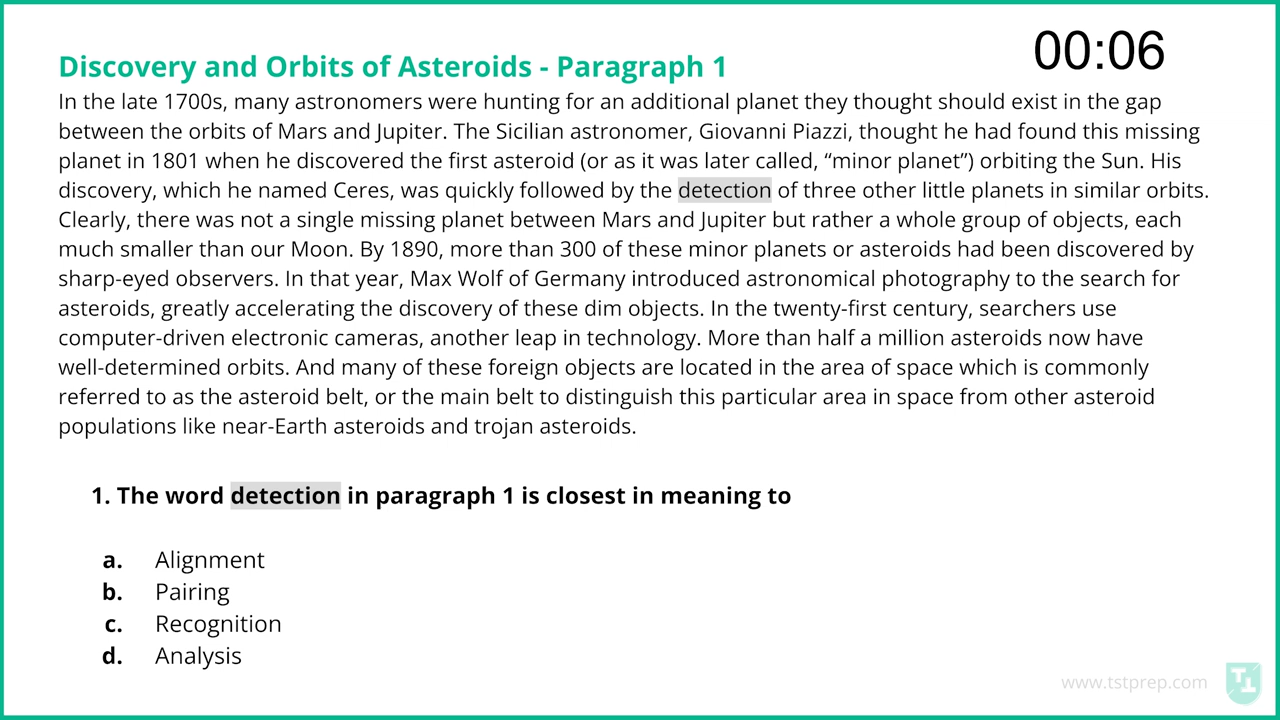 00:06
Discovery and Orbits of Asteroids - Paragraph 1
In the late 1700s, many astronomers were hunting for an additional planet they thought should exist in the gap
between the orbits of Mars and Jupiter. The Sicilian astronomer, Giovanni Piazzi, thought he had found this missing
planet in 1801 when he discovered the first asteroid (or as it was later called, “minor planet”) orbiting the Sun. His
discovery, which he named Ceres, was quickly followed by the detection of three other little planets in similar orbits.
Clearly, there was not a single missing planet between Mars and Jupiter but rather a whole group of objects, each
much smaller than our Moon. By 1890, more than 300 of these minor planets or asteroids had been discovered by
sharp-eyed observers. In that year, Max Wolf of Germany introduced astronomical photography to the search for
asteroids, greatly accelerating the discovery of these dim objects. In the twenty-first century, searchers use
computer-driven electronic cameras, another leap in technology. More than half a million asteroids now have
well-determined orbits. And many of these foreign objects are located in the area of space which is commonly
referred to as the asteroid belt, or the main belt to distinguish this particular area in space from other asteroid
populations like near-Earth asteroids and trojan asteroids.
1. The word detection in paragraph 1 is closest in meaning to
a. Alignment
b. Pairing
c. Recognition
d. Analysis
www.tstprep.com